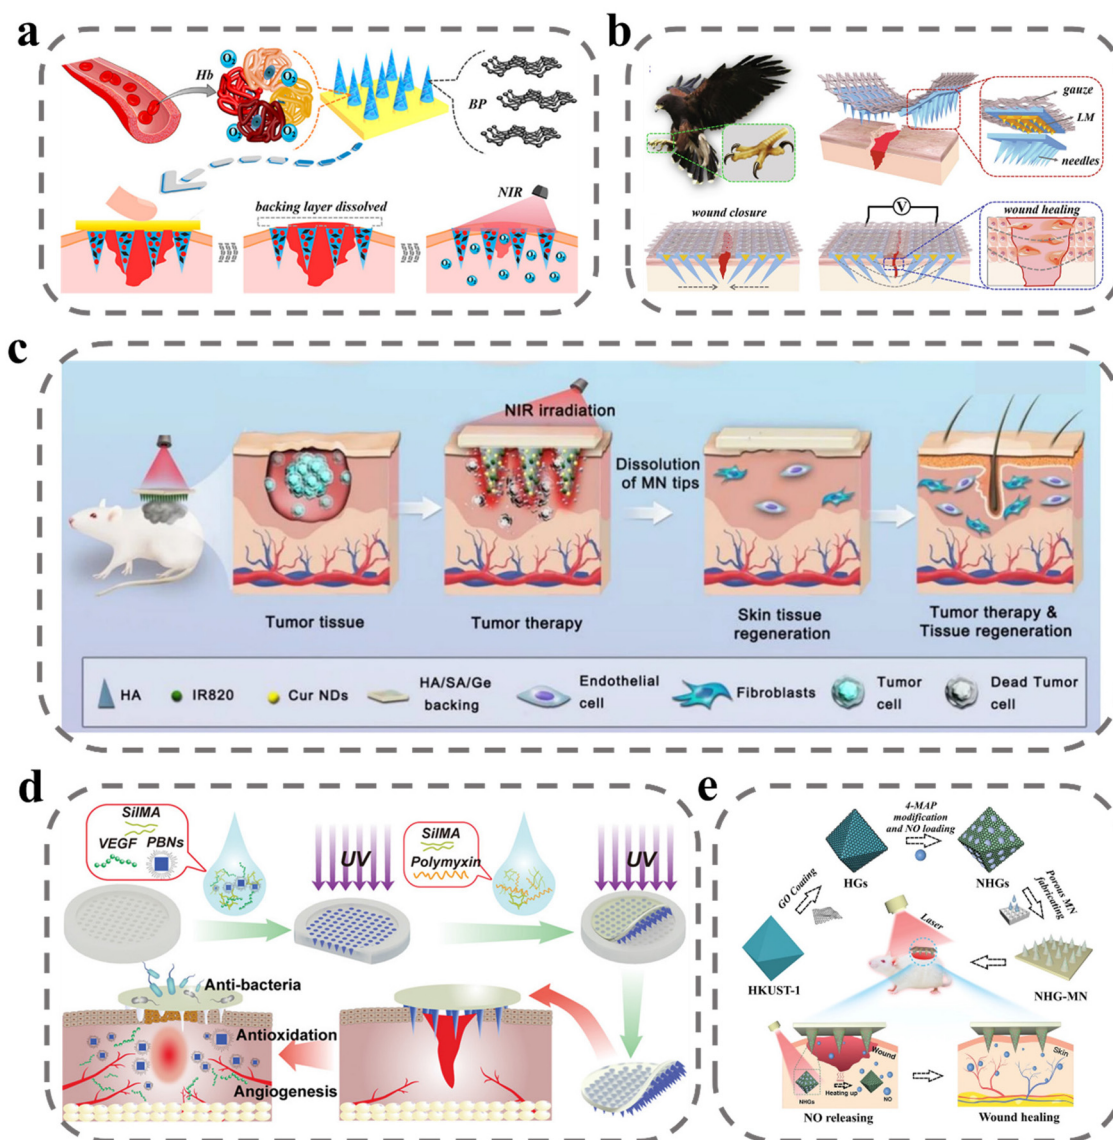 a
O₂
Hb
O₂
O₂
O₂
BP
NIR
backing layer dissolved
b
gauze
LM
needles
wound closure
V
wound healing
c
NIR irradiation
Dissolution
of MN tips
Tumor tissue
Tumor therapy
Skin tissue
regeneration
Tumor therapy &
Tissue regeneration
HA
IR820
Cur NDs
HA/SA/Ge
backing
Endothelial
cell
Fibroblasts
Tumor
cell
Dead Tumor
cell
d
SilMA
VEGF
PBNs
UV
SilMA
Polymyxin
UV
Anti-bacteria
Antioxidation
Angiogenesis
e
4-MAP
modification
and NO loading
HGs
NHGs
GO Coating
Porous MN
fabricating
Laser
HKUST-1
NHG-MN
Wound
NHGs
Heating up
NO
NO releasing
Skin
Wound healing